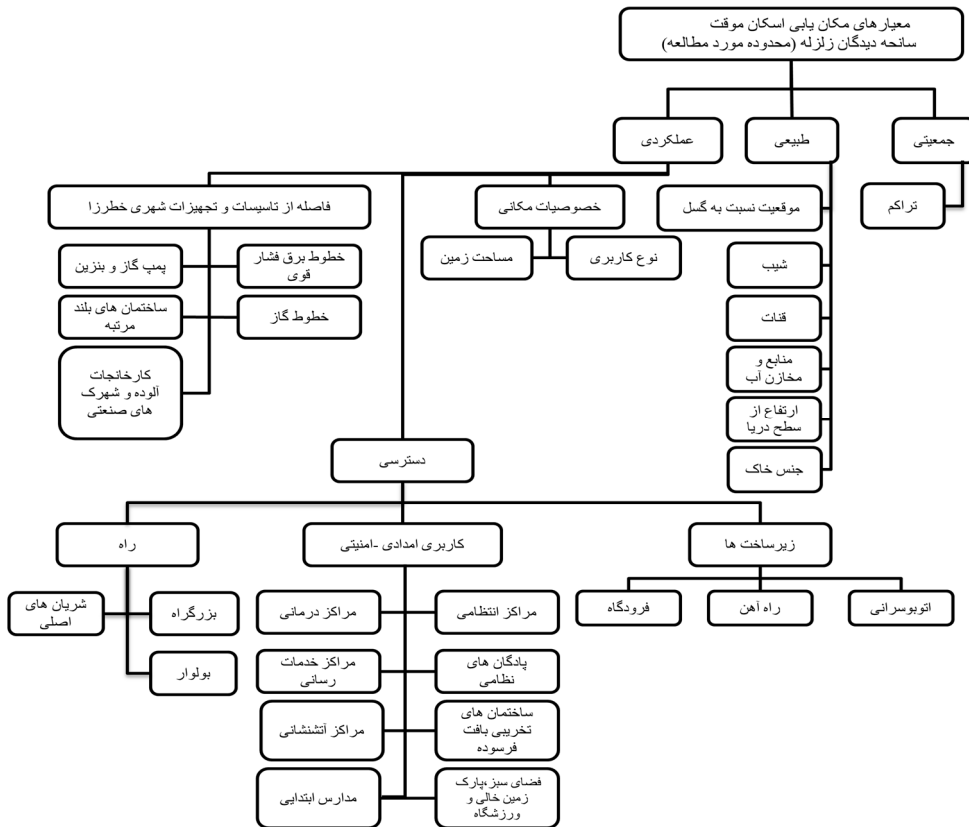 معیارهای مکان یابی اسکان موقت
سانحه دیدگان زلزله (محدوده مورد مطالعه)
جمعیتی
طبیعی
عملکردی
تراکم
موقعیت نسبت به گسل
شیب
قنات
منابع و
مخازن آب
ارتفاع از
سطح دریا
جنس خاک
خصوصیات مکانی
نوع کاربری
مساحت زمین
فاصله از تاسیسات و تجهیزات شهری خطرزا
خطوط برق فشار
قوی
پمپ گاز و بنزین
خطوط گاز
ساختمان های بلند
مرتبه
کارخانجات
آلوده و شهرک
های صنعتی
دسترسی
زیرساخت ها
کاربری امدادی -امنیتی
راه
اتوبوسرانی
راه آهن
فرودگاه
مراکز انتظامی
مراکز درمانی
پادگان های
نظامی
مراکز خدمات
رسانی
ساختمان های
تخریبی بافت
فرسوده
مراکز آتشنشانی
فضای سبز،پارک
زمین خالی و
ورزشگاه
مدارس ابتدایی
بزرگراه
شریان های
اصلی
بولوار